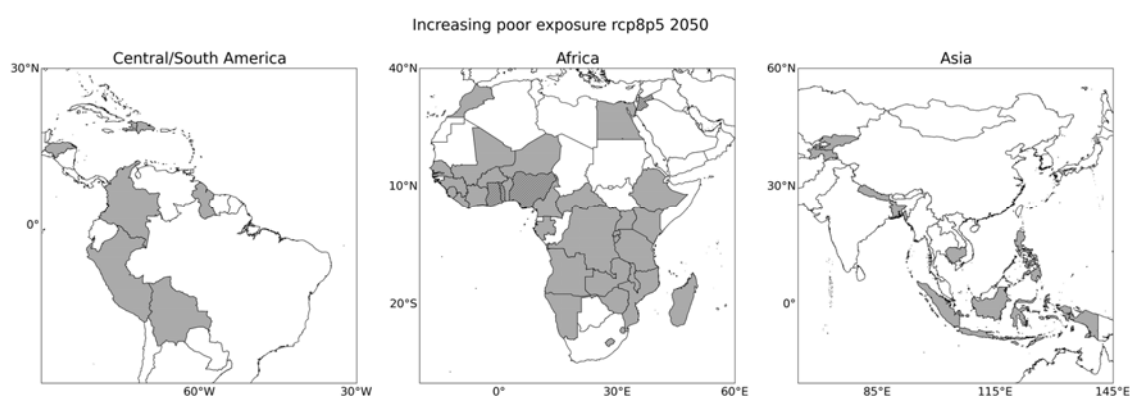 Increasing poor exposure rcp8p5 2050
Central/South America
Africa
Asia
30°N
0°
60°W
30°W
40°N
10°N
20°S
0°
30°E
60°E
60°N
30°N
0°
85°E
115°E
145°E